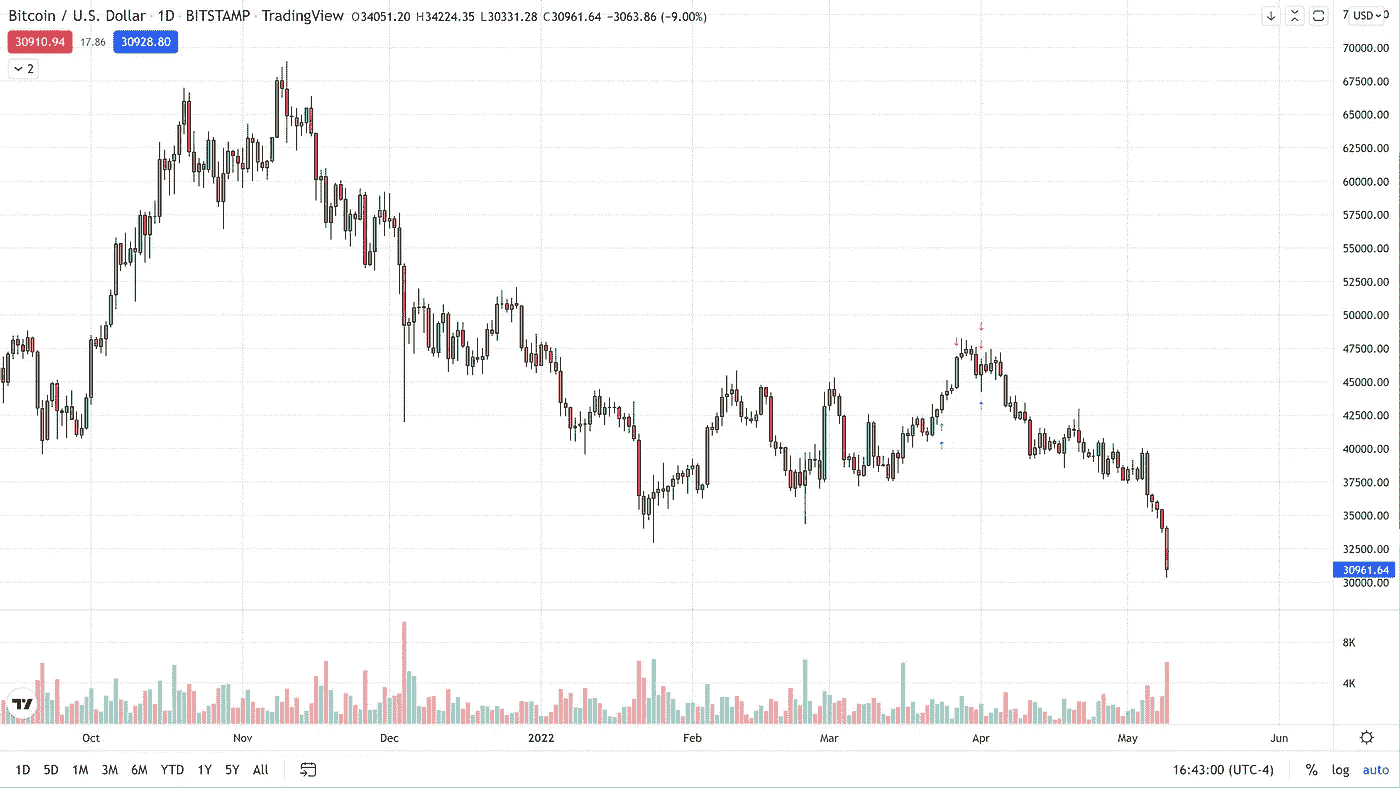 Bitcoin / U.S. Dollar · 1D · BITSTAMP · TradingView O34051.20 H34224.35 L30331.28 C30961.64 −3063.86 (−9.00%)
USD
30910.94 17.86 30928.80
2
70000.00
67500.00
65000.00
62500.00
60000.00
57500.00
55000.00
52500.00
50000.00
47500.00
45000.00
42500.00
40000.00
37500.00
35000.00
32500.00
30961.64
30000.00
8K
4K
Oct Nov Dec 2022 Feb Mar Apr May Jun
1D 5D 1M 3M 6M YTD 1Y 5Y All 16:43:00 (UTC-4) % log auto